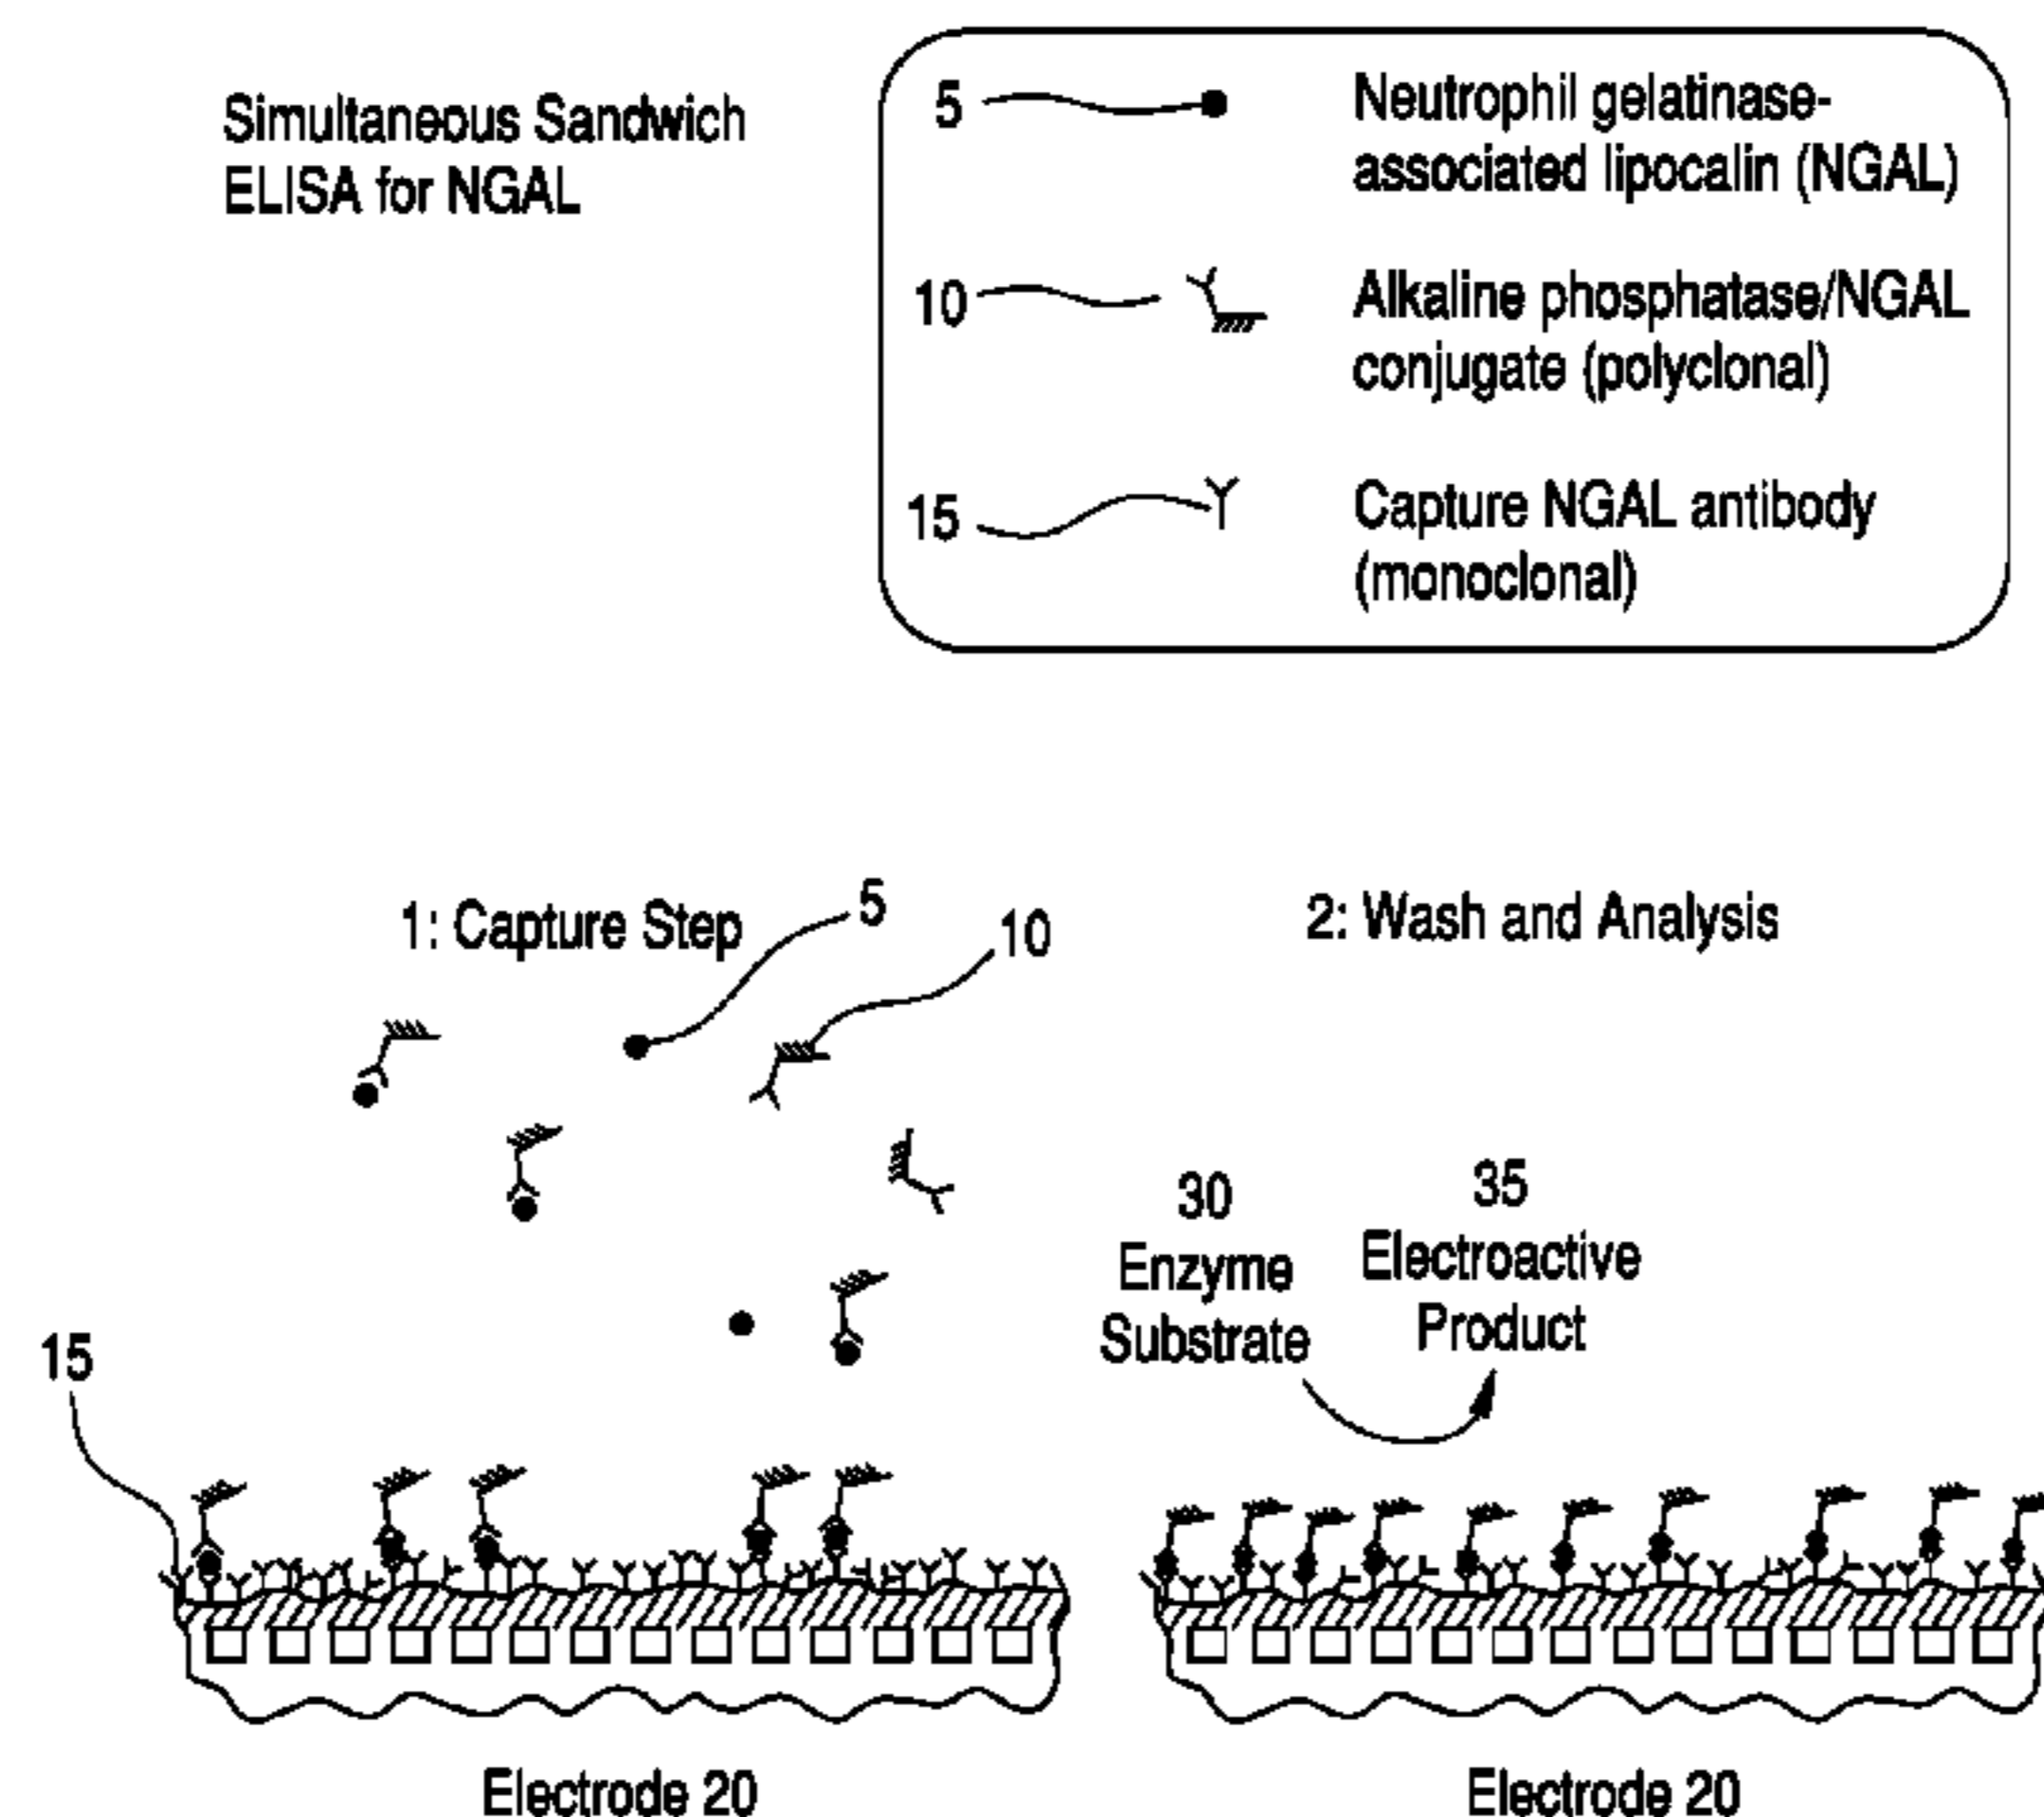 Simultaneous Sandwich
ELISA for NGAL
5
Neutrophil gelatinase-
associated lipocalin (NGAL)
10
Alkaline phosphatase/NGAL
conjugate (polyclonal)
15
Capture NGAL antibody
(monoclonal)
1: Capture Step
5
10
15
2: Wash and Analysis
30
Enzyme
Substrate
35
Electroactive
Product
Electrode 20
Electrode 20